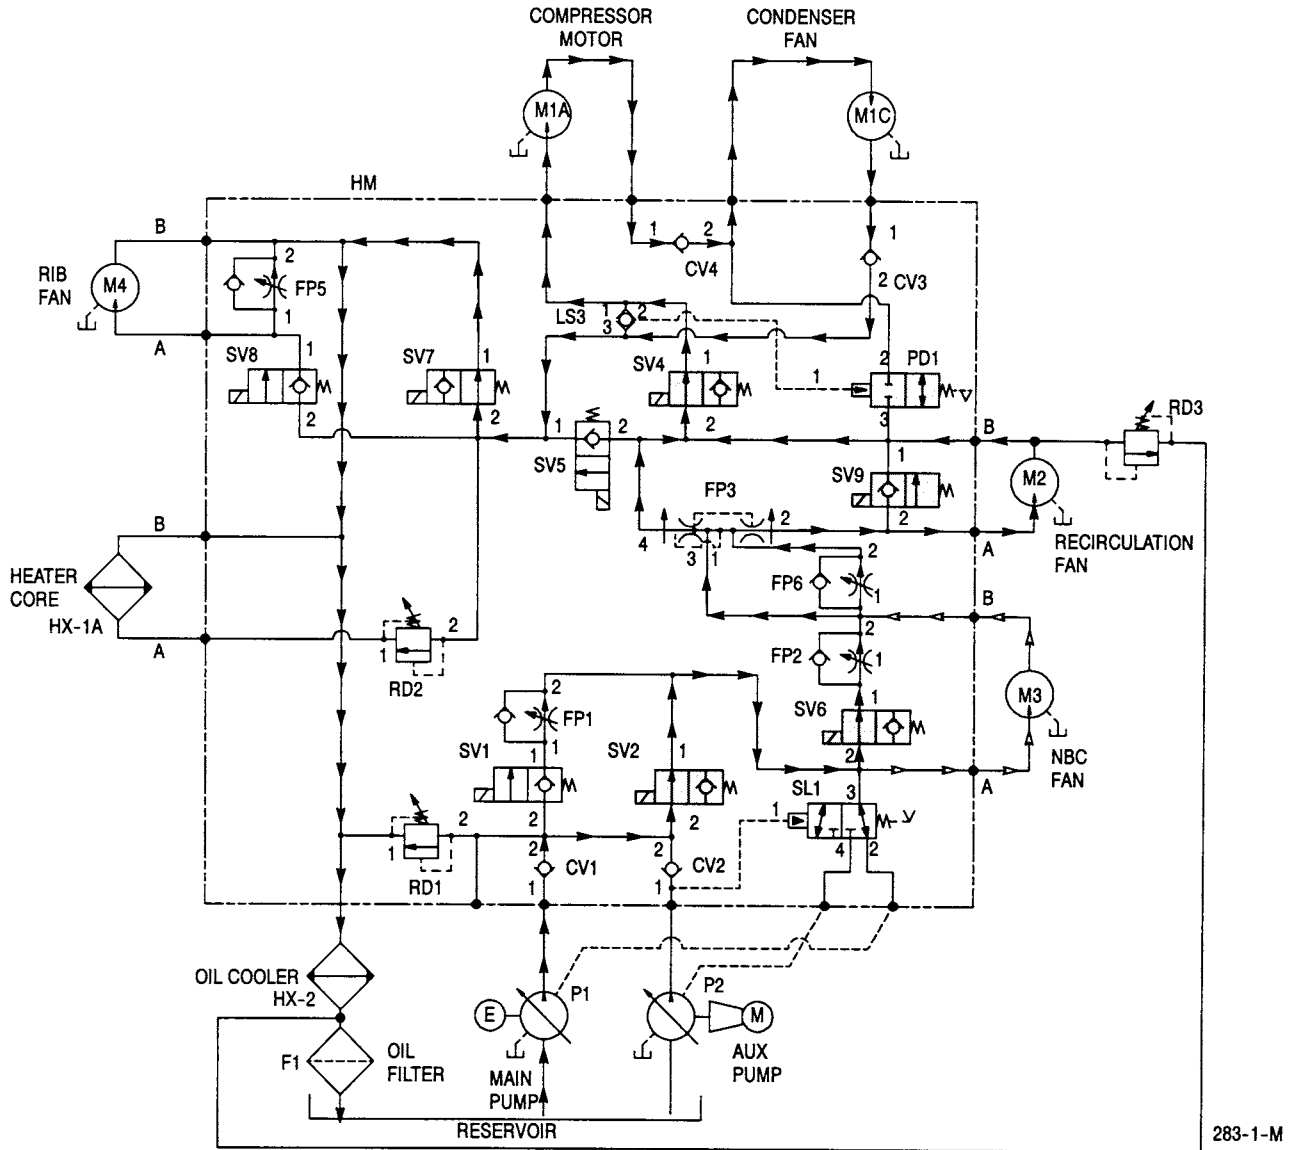 COMPRESSOR
MOTOR
CONDENSER
FAN
M1A
M1C
HM
B
1
2
1
CV4
2
CV3
RIB
FAN
M4
2
FP5
1
A
LS3
1
2
3
SV8
1
SV7
1
SV4
1
2
PD1
1
RD3
2
2
1
2
2
3
B
SV5
1
SV9
M2
FP3
2
2
4
3
1
A
RECIRCULATION
FAN
B
HEATER
CORE
HX-1A
A
2
FP6
1
B
2
1
RD2
2
FP2
1
M3
2
FP1
1
1
SV6
SV1
1
SV2
1
2
NBC
FAN
A
SL1
3
1
2
2
2
1
RD1
2
CV1
1
2
CV2
1
4
2
OIL COOLER
HX-2
P1
P2
E
M
F1
OIL
FILTER
MAIN
PUMP
AUX
PUMP
RESERVOIR
283-1-M